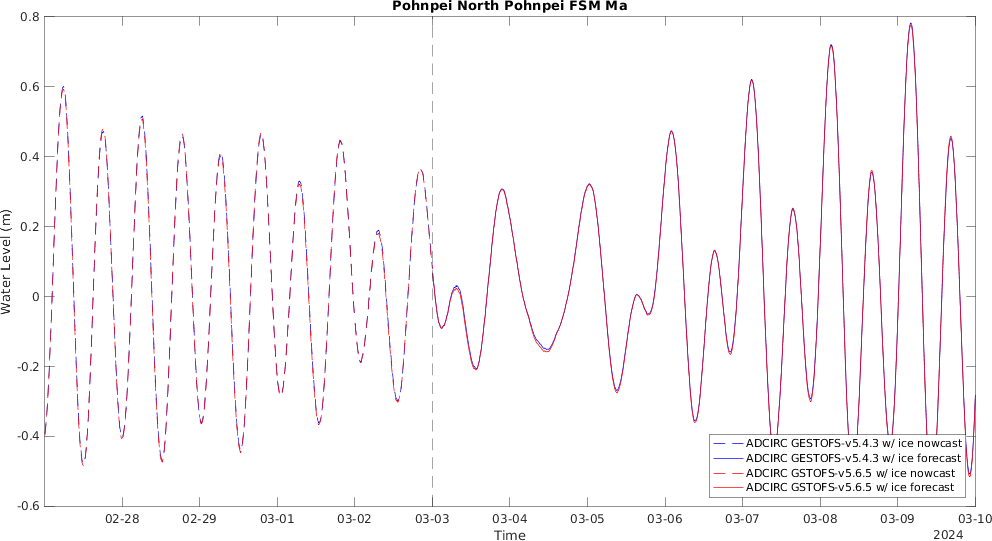 Pohnpei North Pohnpei FSM Ma
0.8
0.6
0.4
0.2
0
-0.2
-0.4
-0.6
Water Level (m)
ADCIRC GESTOFS-v5.4.3 w/ ice nowcast
ADCIRC GESTOFS-v5.4.3 w/ ice forecast
ADCIRC GSTOFS-v5.6.5 w/ ice nowcast
ADCIRC GSTOFS-v5.6.5 w/ ice forecast
02-28 02-29 03-01 03-02 03-03 03-04 03-05 03-06 03-07 03-08 03-09 03-10
Time
2024